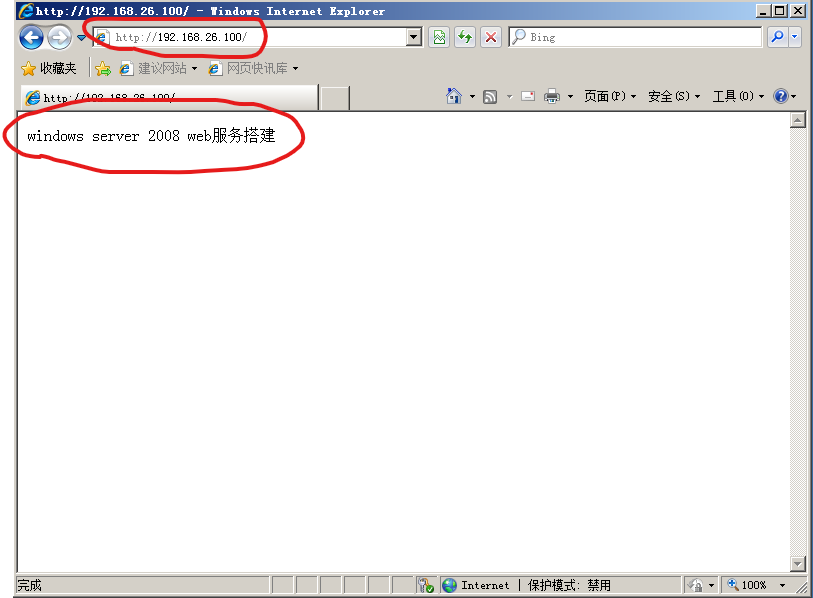 http://192.168.26.100/ - Windows Internet Explorer
http://192.168.26.100/
Bing
收藏夹 建议网站 网页快讯库
http://192.168.26.100/ 页面(P) 安全(S) 工具(O)
windows server 2008 web服务搭建
完成 Internet | 保护模式: 禁用 100%